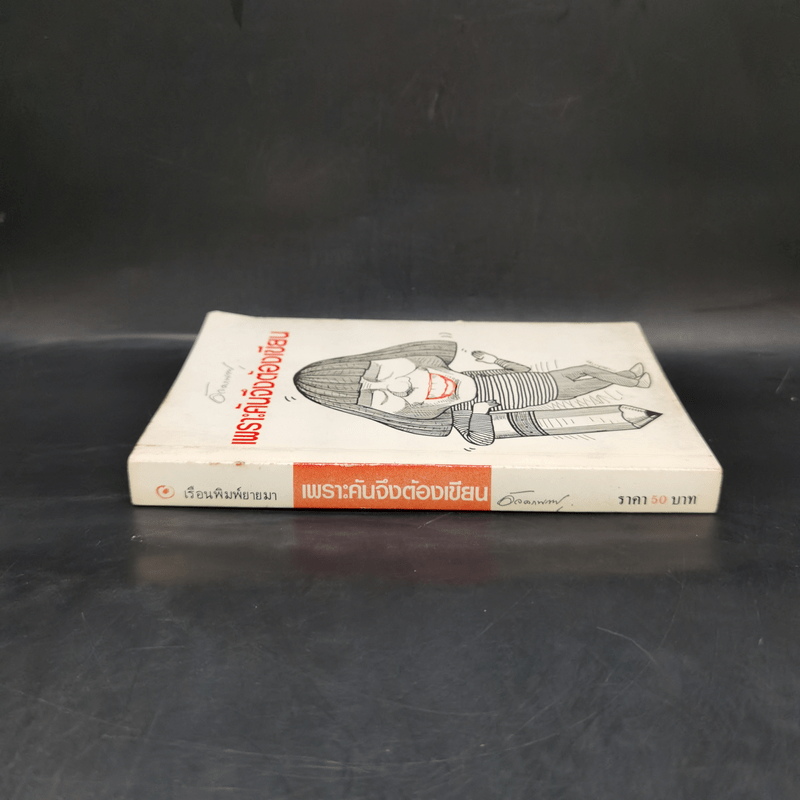 เพราะคันจึงต้องเขียน
เรือนพิมพ์ยายมา
เพราะคันจึงต้องเขียน
ราคา 50 บาท